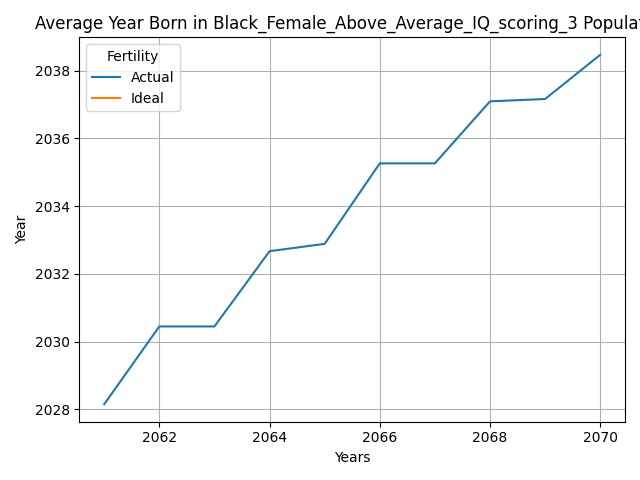 Average Year Born in Black_Female_Above_Average_IQ_scoring_3 Populat
Fertility
Actual
Ideal
2038
2036
2034
2032
2030
2028
Year
2062 2064 2066 2068 2070
Years